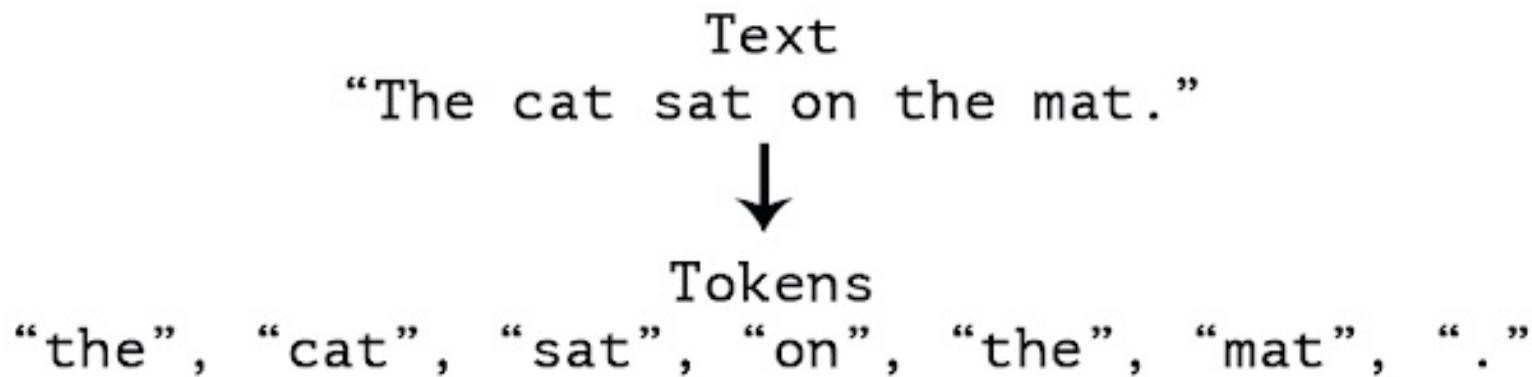 Text
“The cat sat on the mat.”
Tokens
“the”, “cat”, “sat”, “on”, “the”, “mat”, “.”